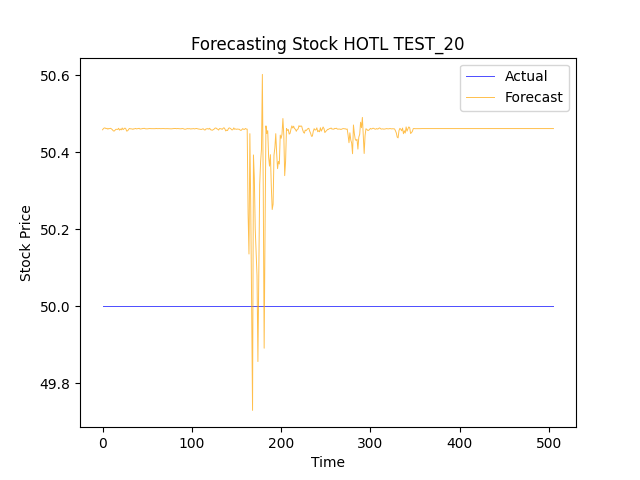 Forecasting Stock HOTL TEST_20
Actual
Forecast
50.6
50.4
50.2
50.0
49.8
Stock Price
0 100 200 300 400 500
Time